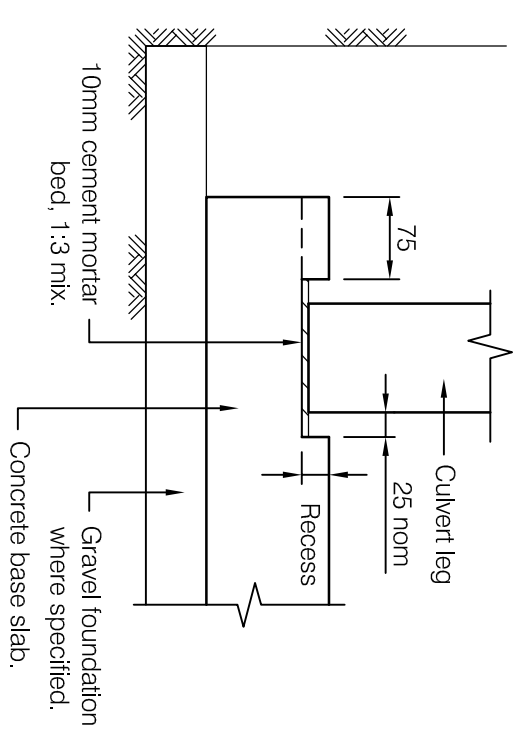 75
Culvert leg
25 nom
Recess
10mm cement mortar
bed, 1:3 mix.
Gravel foundation
where specified.
Concrete base slab.